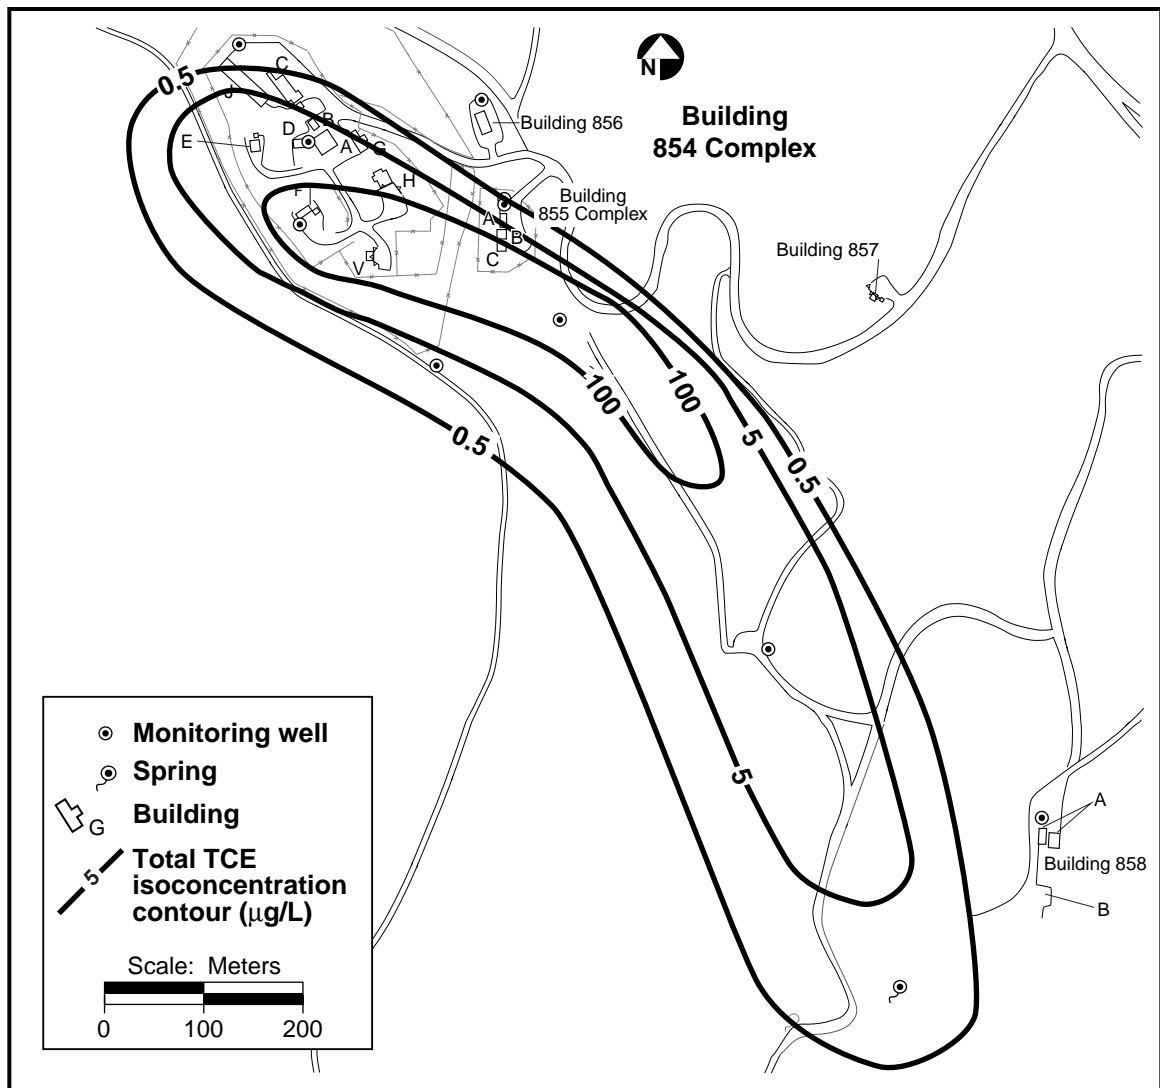 N
Building
854 Complex
0.5
C
J
B
D
E
A
G
H
F
V
Building 856
Building
855 Complex
A
B
C
Building 857
100
100
5
0.5
0.5
5
A
Building 858
B
Monitoring well
Spring
G
Building
5
Total TCE
isoconcentration
contour (μg/L)
Scale: Meters
0 100 200